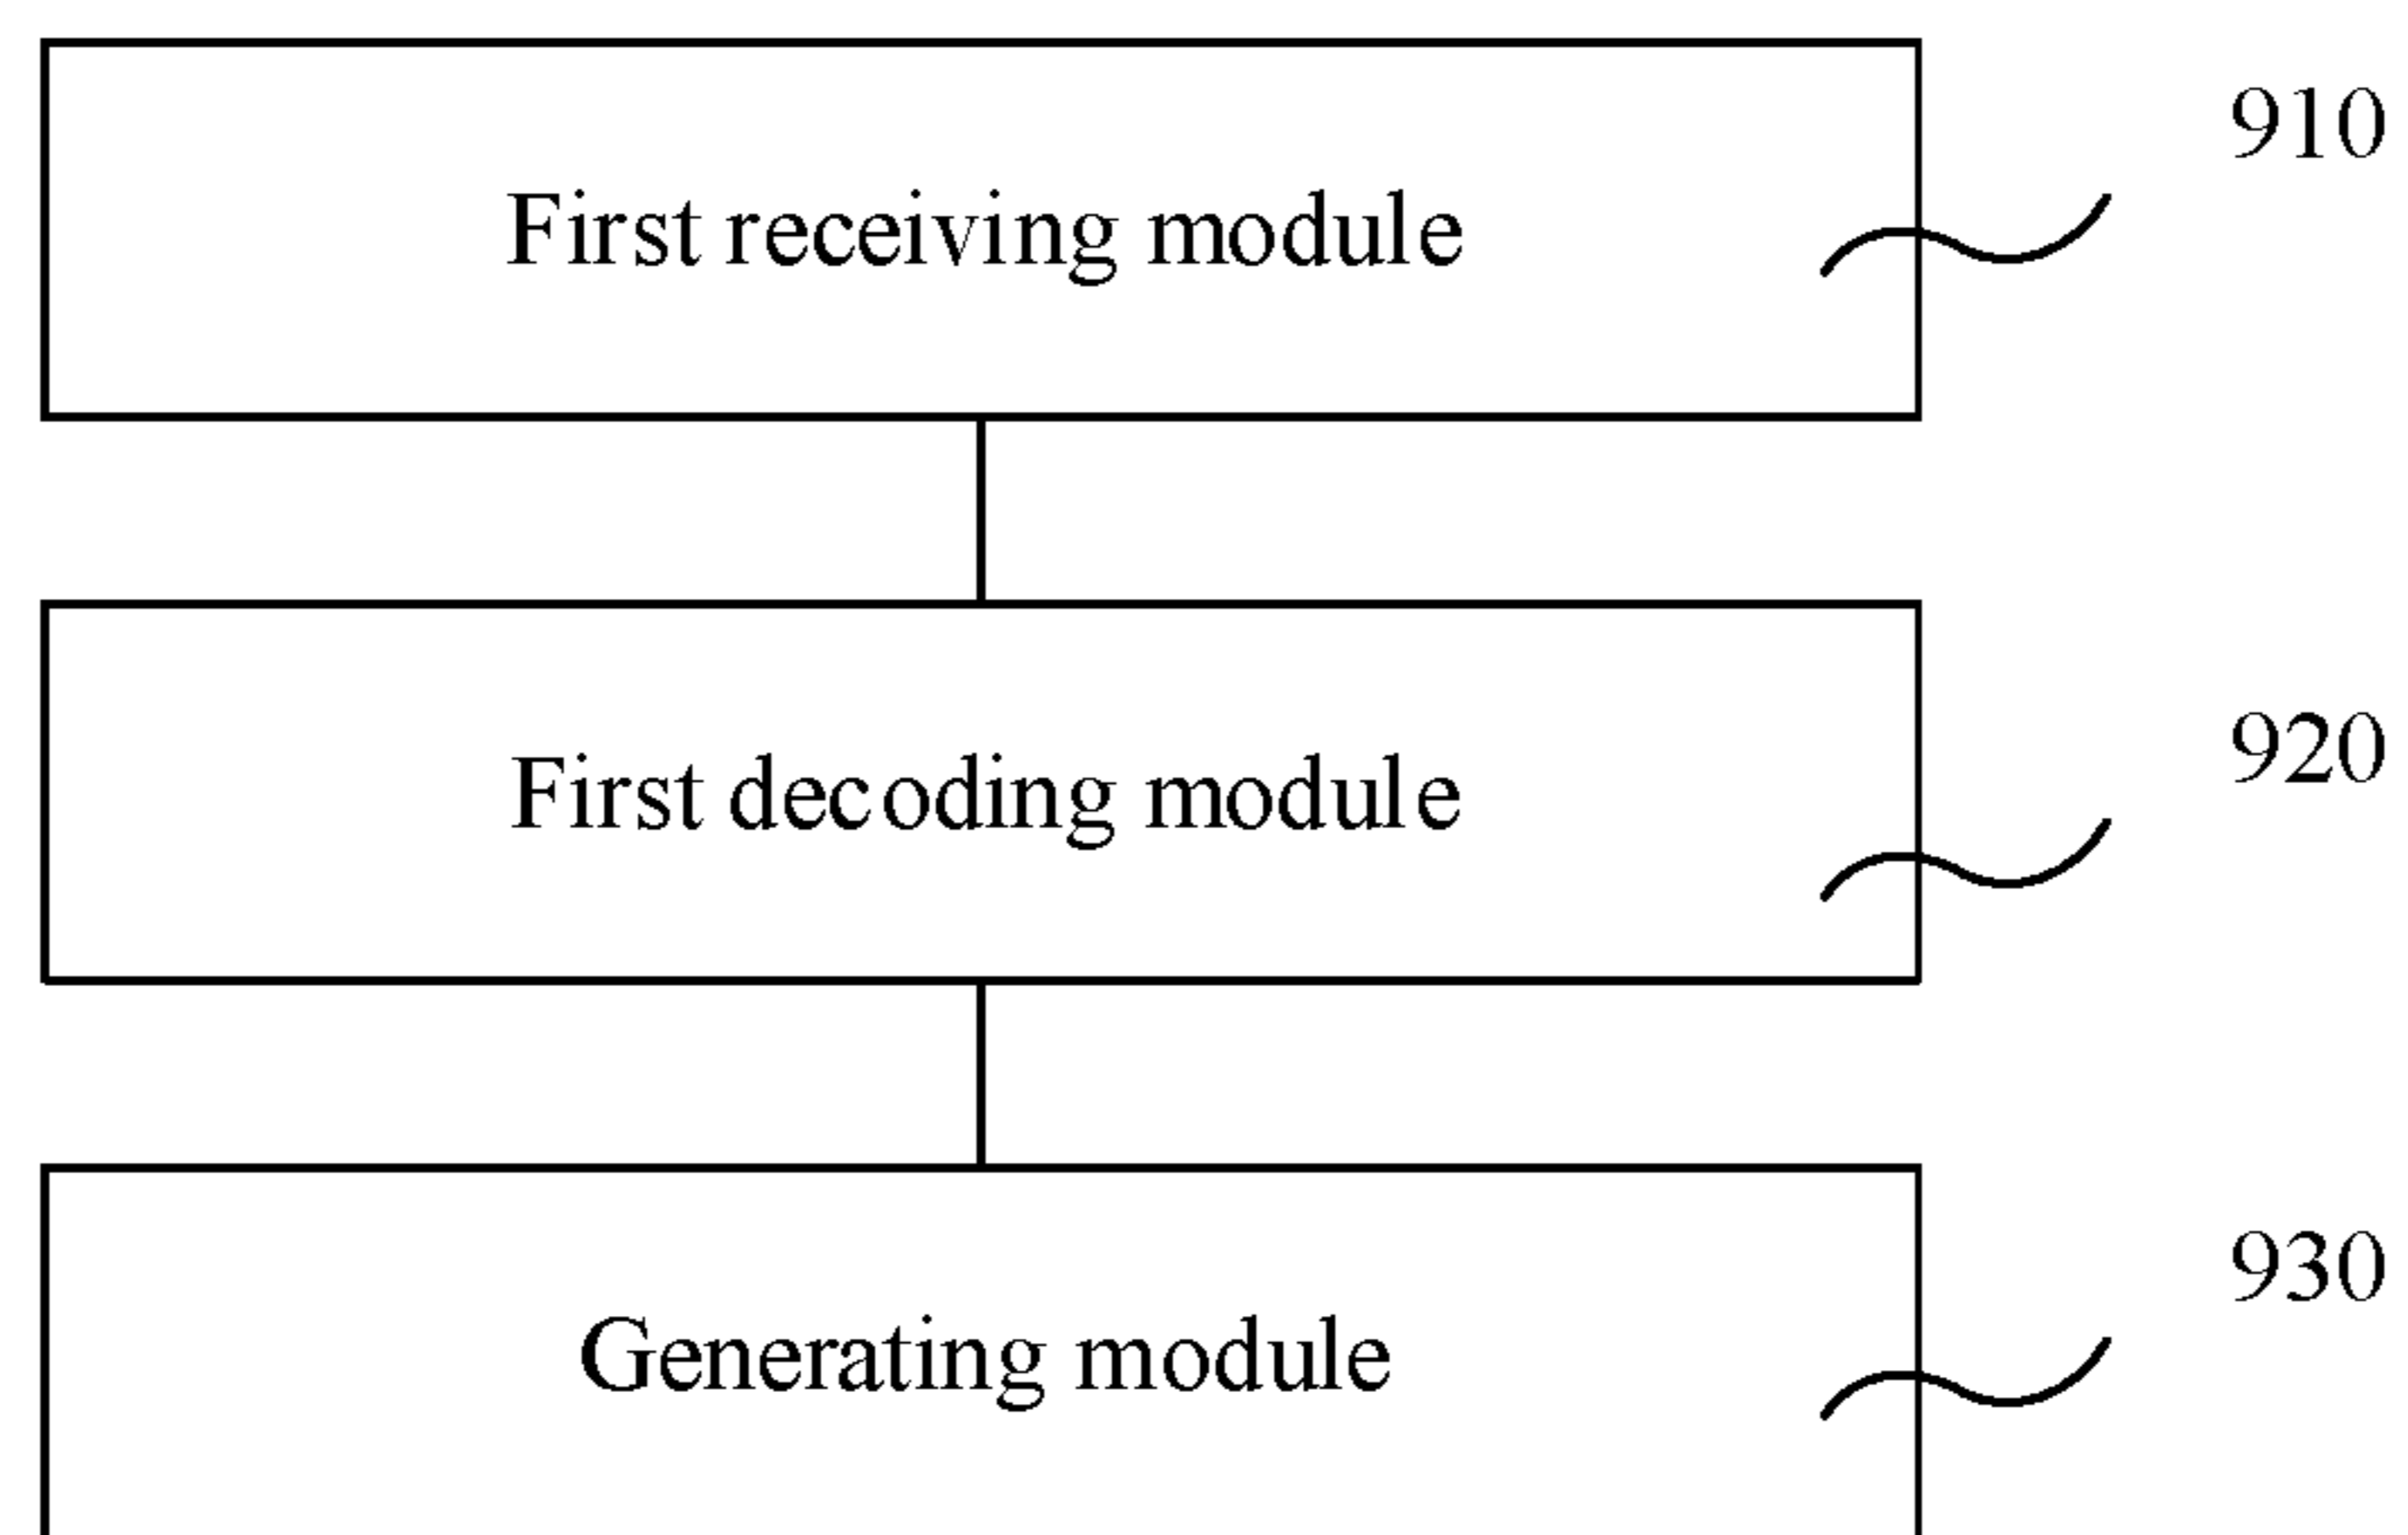 910
First receiving module
920
First decoding module
930
Generating module